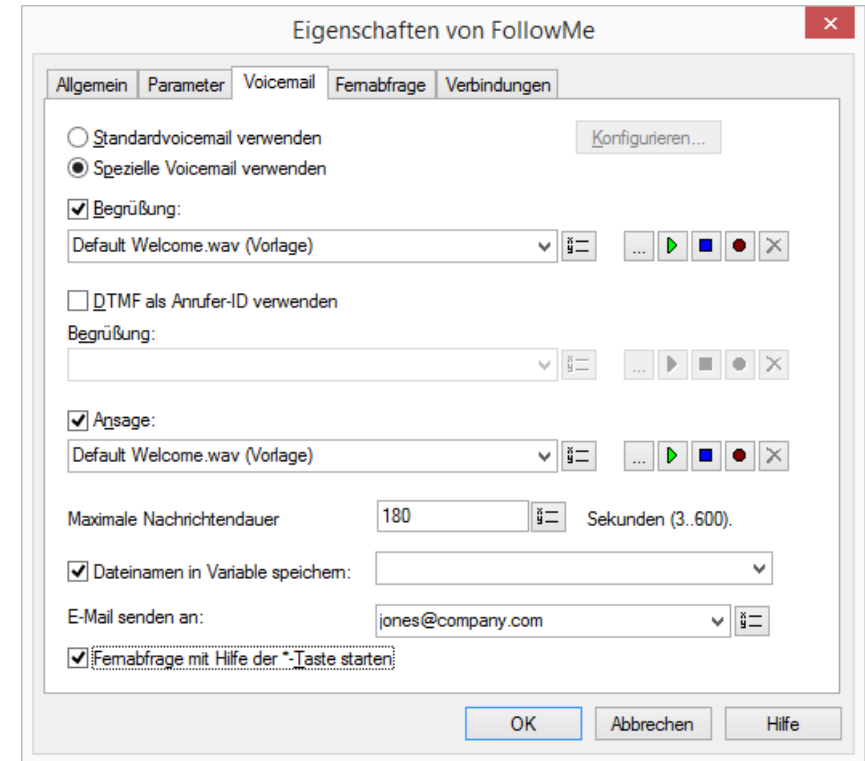 Eigenschaften von FollowMe
Allgemein Parameter Voicemail Fernabfrage Verbindungen
Standardvoicemail verwenden Konfigurieren...
Spezielle Voicemail verwenden
Begrüßung:
Default Welcome.wav (Vorlage) ...
DTMF als Anrufer-ID verwenden
Begrüßung:
...
Ansage:
Default Welcome.wav (Vorlage) ...
Maximale Nachrichtendauer 180 Sekunden (3..600).
Dateinamen in Variable speichern:
E-Mail senden an: jones@company.com
Fernabfrage mit Hilfe der *-Taste starten
OK Abbrechen Hilfe